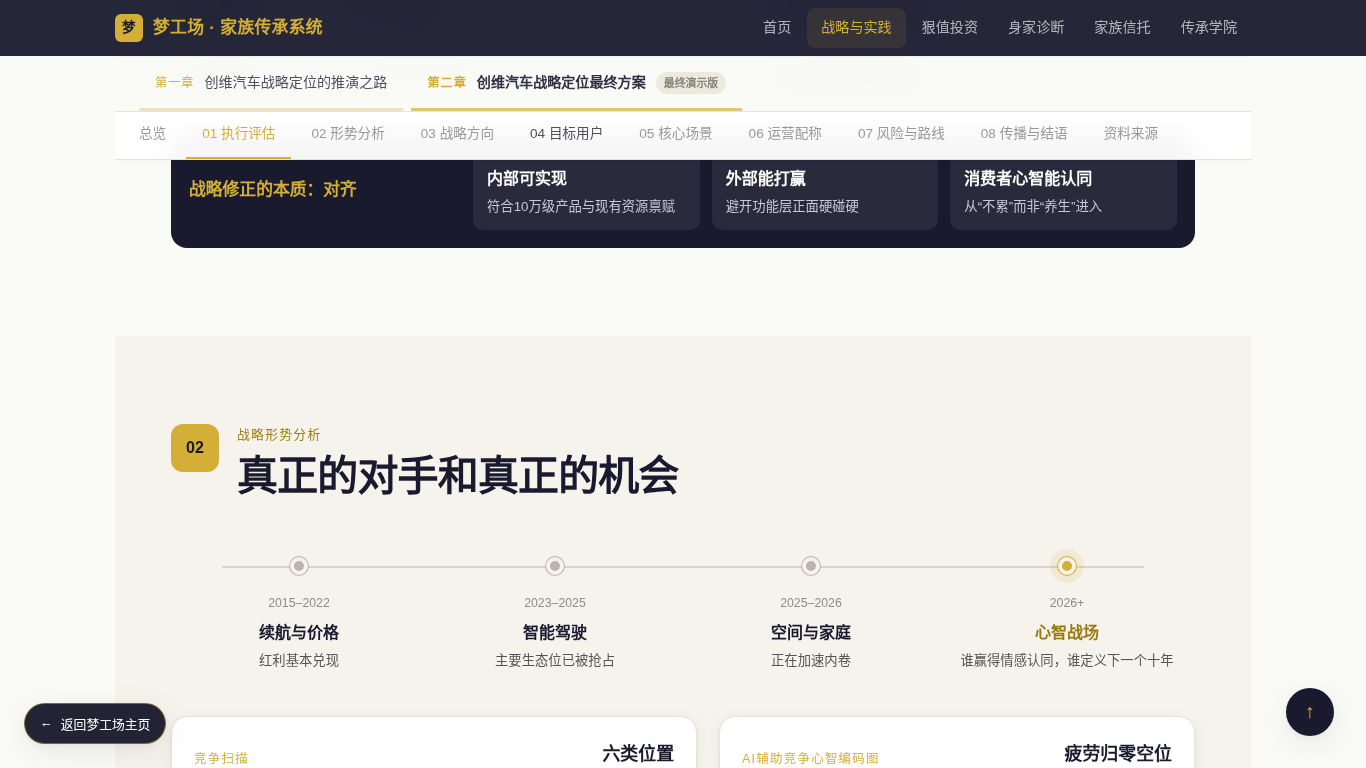 梦 梦工场 · 家族传承系统 首页 战略与实践 狠值投资 身家诊断 家族信托 传承学院
第一章 创维汽车战略定位的推演之路 第二章 创维汽车战略定位最终方案 最终演示版
总览 01 执行评估 02 形势分析 03 战略方向 04 目标用户 05 核心场景 06 运营配称 07 风险与路线 08 传播与结语 资料来源
战略修正的本质：对齐
内部可实现
符合10万级产品与现有资源禀赋
外部能打赢
避开功能层正面硬碰硬
消费者心智能认同
从“不累”而非“养生”进入
02
战略形势分析
真正的对手和真正的机会
2015–2022
续航与价格
红利基本兑现
2023–2025
智能驾驶
主要生态位已被抢占
2025–2026
空间与家庭
正在加速内卷
2026+
心智战场
谁赢得情感认同，谁定义下一个十年
竞争扫描 六类位置
AI辅助竞争心智编码图 疲劳归零空位
← 返回梦工场主页
↑